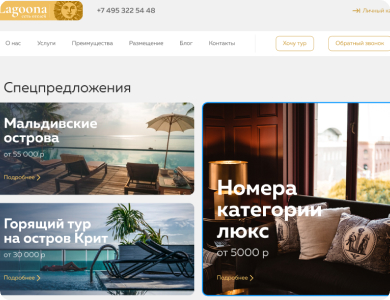 Lagoona
+7 495 322 54 48
Личный к
О нас
Услуги
Преимущества
Размещение
Блог
Контакты
Хочу тур
Обратный звонок
Спецпредложения
Мальдивские
острова
от 55 000 р
Подробнее
Номера
категории
люкс
от 5000 р
Подробнее
Горящий тур
на остров Крит
от 30 000 р
Подробнее